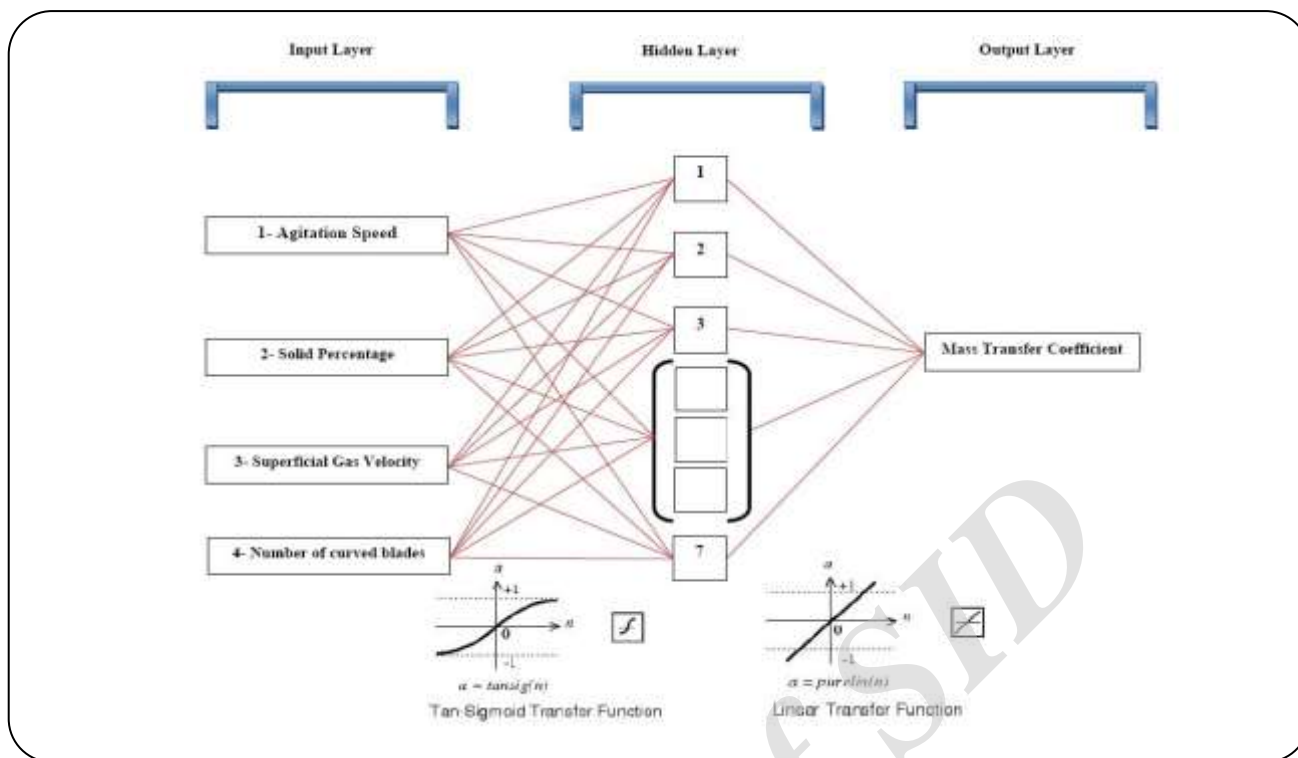 Input Layer
Hidden Layer
Output Layer
1
1- Agitation Speed
2
3
2- Solid Percentage
Mass Transfer Coefficient
3- Superficial Gas Velocity
4- Number of curved blades
7
a
+1
0
n
-1
a = tansig(n)
Tan-Sigmoid Transfer Function
a
+1
0
n
-1
a = purelin(n)
Linear Transfer Function
f SID